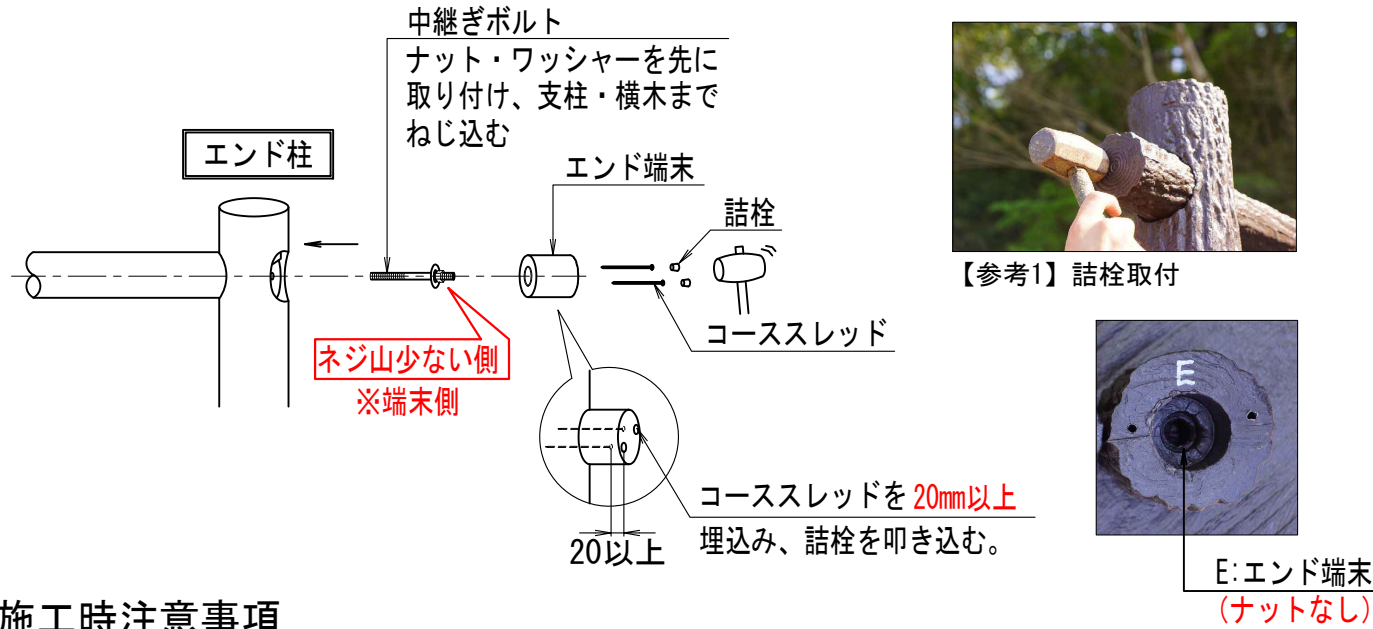 中継ぎボルト
ナット・ワッシャーを先に
取り付け、支柱・横木まで
ねじ込む
エンド柱
エンド端末
詰栓
コーススレッド
ネジ山少ない側
※端末側
コーススレッドを20mm以上
埋込み、詰栓を叩き込む。
20以上
【参考1】詰栓取付
E
E:エンド端末
(ナットなし)
施工時注意事項